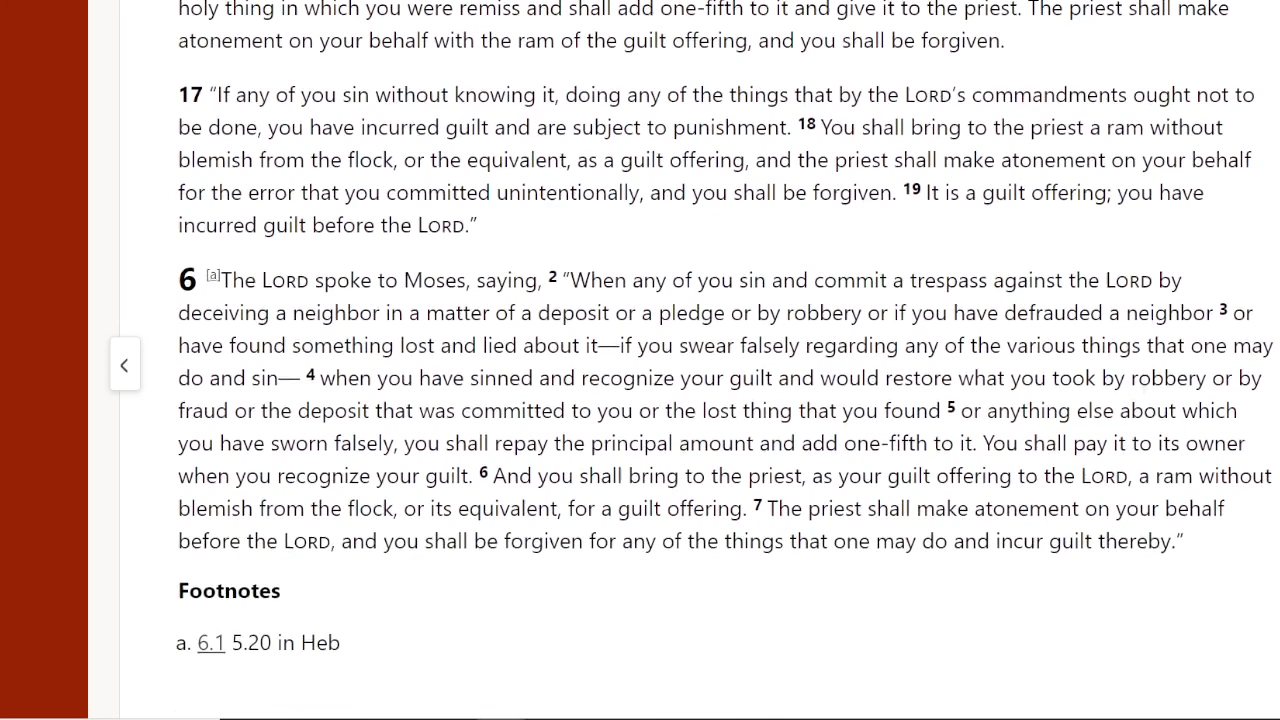 holy thing in which you were remiss and shall add one-fifth to it and give it to the priest. The priest shall make
atonement on your behalf with the ram of the guilt offering, and you shall be forgiven.
17 “If any of you sin without knowing it, doing any of the things that by the LORD’s commandments ought not to
be done, you have incurred guilt and are subject to punishment. 18 You shall bring to the priest a ram without
blemish from the flock, or the equivalent, as a guilt offering, and the priest shall make atonement on your behalf
for the error that you committed unintentionally, and you shall be forgiven. 19 It is a guilt offering; you have
incurred guilt before the LORD.”
6 [a]The LORD spoke to Moses, saying, 2 “When any of you sin and commit a trespass against the LORD by
deceiving a neighbor in a matter of a deposit or a pledge or by robbery or if you have defrauded a neighbor 3 or
have found something lost and lied about it—if you swear falsely regarding any of the various things that one may
do and sin— 4 when you have sinned and recognize your guilt and would restore what you took by robbery or by
fraud or the deposit that was committed to you or the lost thing that you found 5 or anything else about which
you have sworn falsely, you shall repay the principal amount and add one-fifth to it. You shall pay it to its owner
when you recognize your guilt. 6 And you shall bring to the priest, as your guilt offering to the LORD, a ram without
blemish from the flock, or its equivalent, for a guilt offering. 7 The priest shall make atonement on your behalf
before the LORD, and you shall be forgiven for any of the things that one may do and incur guilt thereby.”
Footnotes
a. 6.1 5.20 in Heb